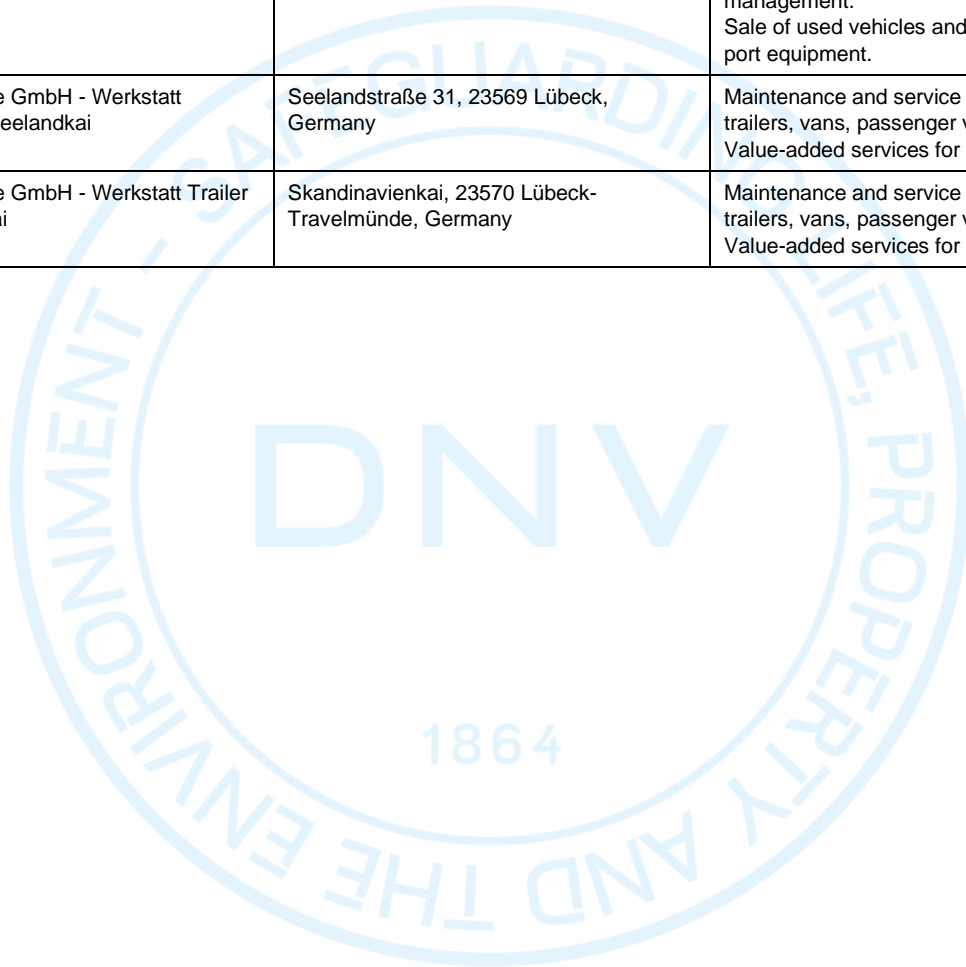 management.
Sale of used vehicles and
port equipment.
e GmbH - Werkstatt
eelandkai
Seelandstraße 31, 23569 Lübeck,
Germany
Maintenance and service
trailers, vans, passenger v
Value-added services for
e GmbH - Werkstatt Trailer
ai
Skandinavienkai, 23570 Lübeck-
Travelmünde, Germany
Maintenance and service
trailers, vans, passenger v
Value-added services for
SAFEGUARDING LIFE, PROPERTY AND THE ENVIRONMENT -
DNV
1864